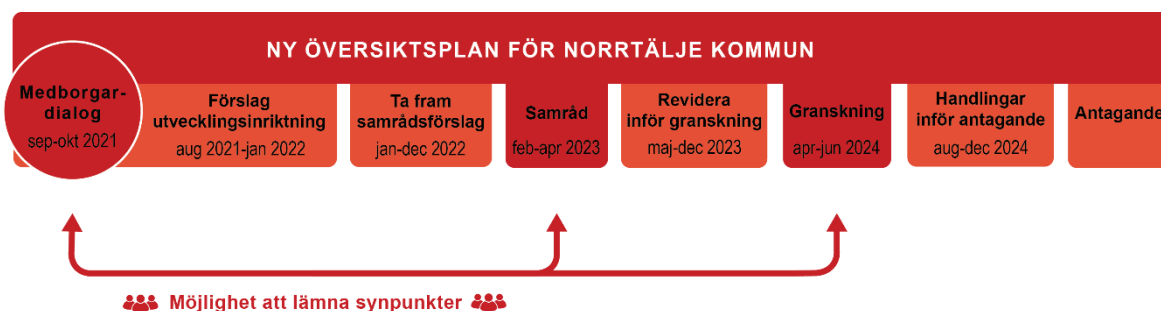 NY ÖVERSIKTSPLAN FÖR NORRTÄLJE KOMMUN
Medborgar-
dialog
sep-okt 2021
Förslag
utvecklingsinriktning
aug 2021-jan 2022
Ta fram
samrådsförslag
jan-dec 2022
Samråd
feb-apr 2023
Revidera
inför granskning
maj-dec 2023
Granskning
apr-jun 2024
Handlingar
inför antagande
aug-dec 2024
Antagande
Möjlighet att lämna synpunkter